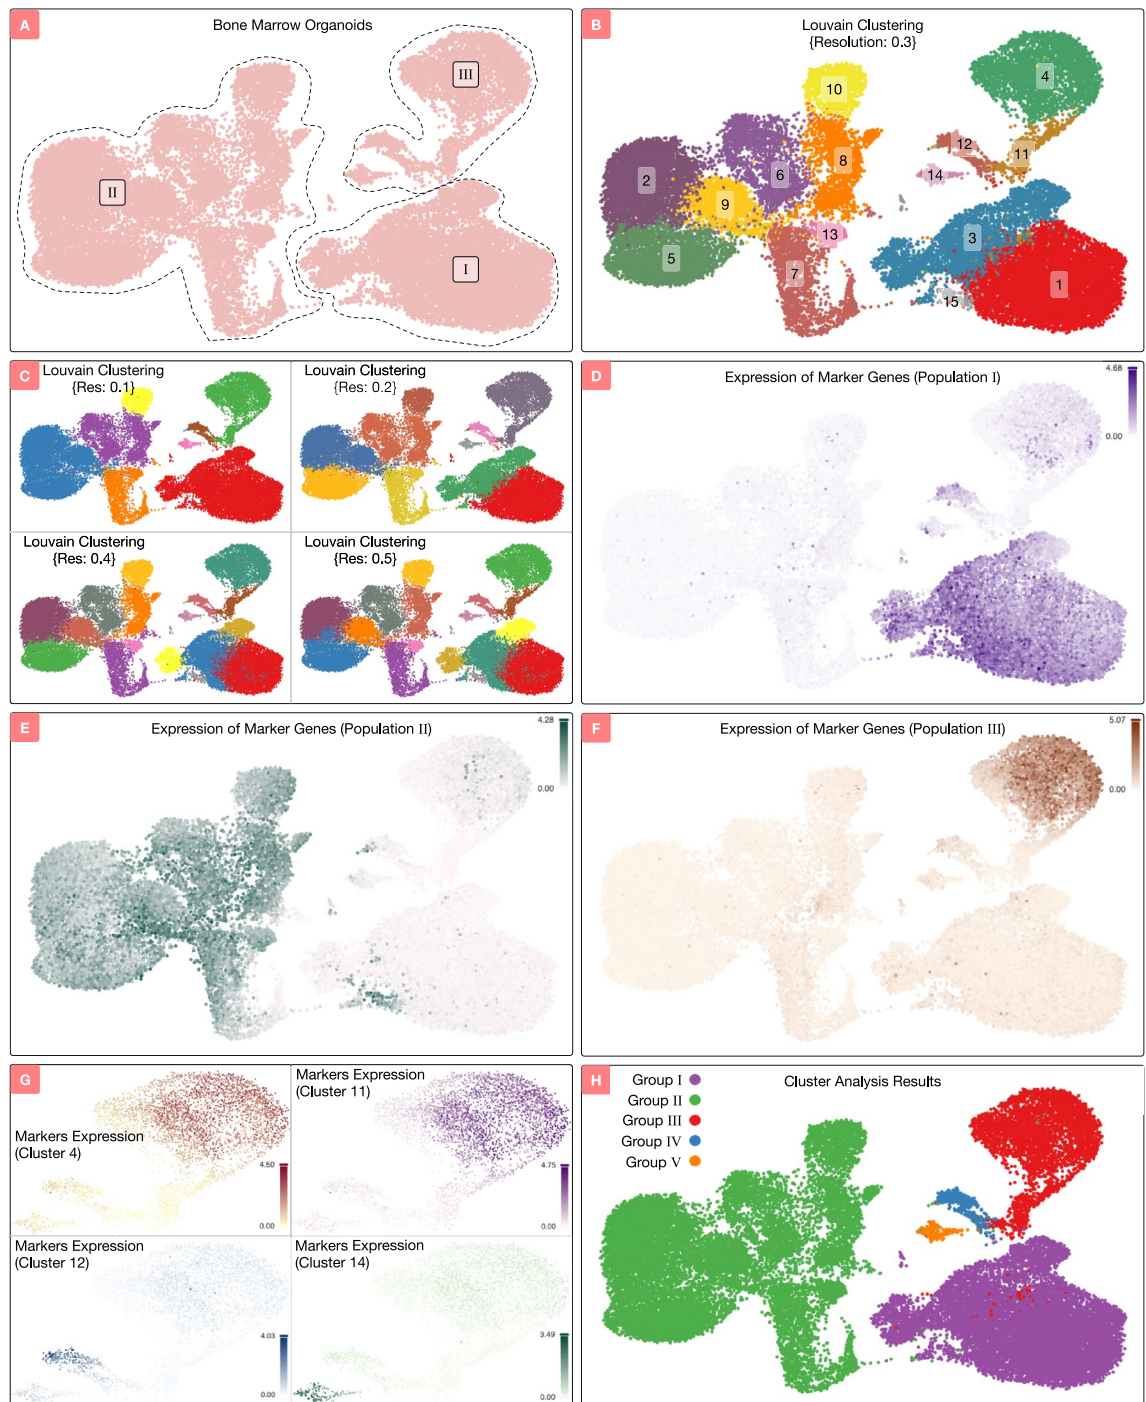 A
Bone Marrow Organoids
I
II
III
B
Louvain Clustering
{Resolution: 0.3}
10
4
12
11
8
6
14
2
9
13
3
5
7
1
15
C
Louvain Clustering
{Res: 0.1}
Louvain Clustering
{Res: 0.2}
Louvain Clustering
{Res: 0.4}
Louvain Clustering
{Res: 0.5}
D
Expression of Marker Genes (Population I)
4.68
0.00
E
Expression of Marker Genes (Population II)
4.28
0.00
F
Expression of Marker Genes (Population III)
5.07
0.00
G
Markers Expression
(Cluster 4)
4.50
0.00
Markers Expression
(Cluster 11)
4.75
0.00
Markers Expression
(Cluster 12)
4.03
0.00
Markers Expression
(Cluster 14)
3.49
0.00
H
Cluster Analysis Results
Group I
Group II
Group III
Group IV
Group V